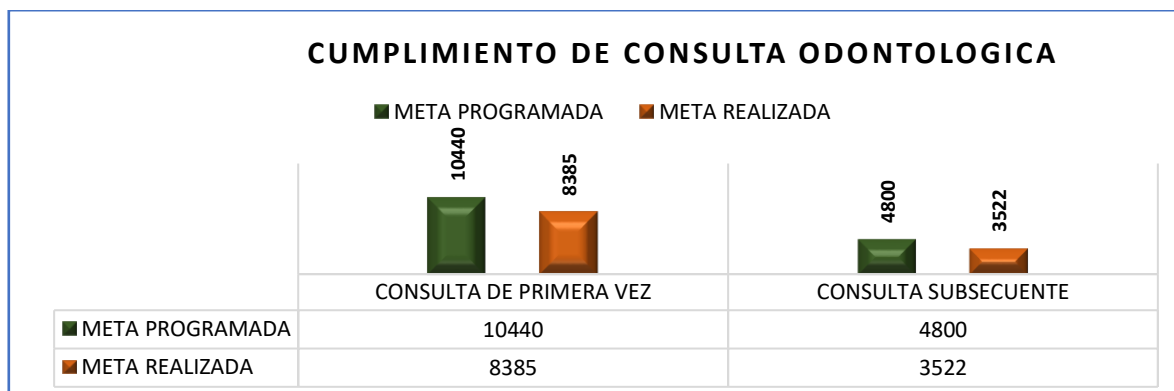 CUMPLIMIENTO DE CONSULTA ODONTOLOGICA
META PROGRAMADA META REALIZADA
10440 8385 4800 3522
CONSULTA DE PRIMERA VEZ CONSULTA SUBSECUENTE
META PROGRAMADA 10440 4800
META REALIZADA 8385 3522